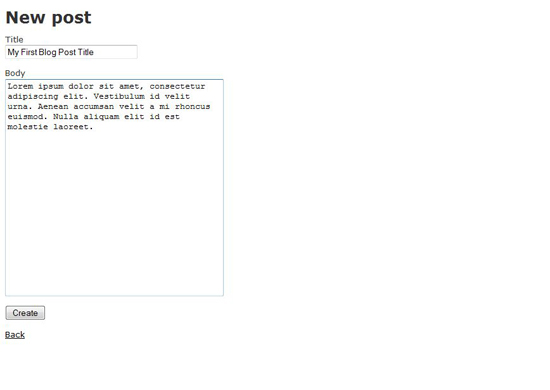 New post
Title
My First Blog Post Title
Body
Lorem ipsum dolor sit amet, consectetur
adipiscing elit. Vestibulum id velit
urna. Aenean accumsan velit a mi rhoncus
euismod. Nulla aliquam elit id est
molestie laoreet.
Create
Back